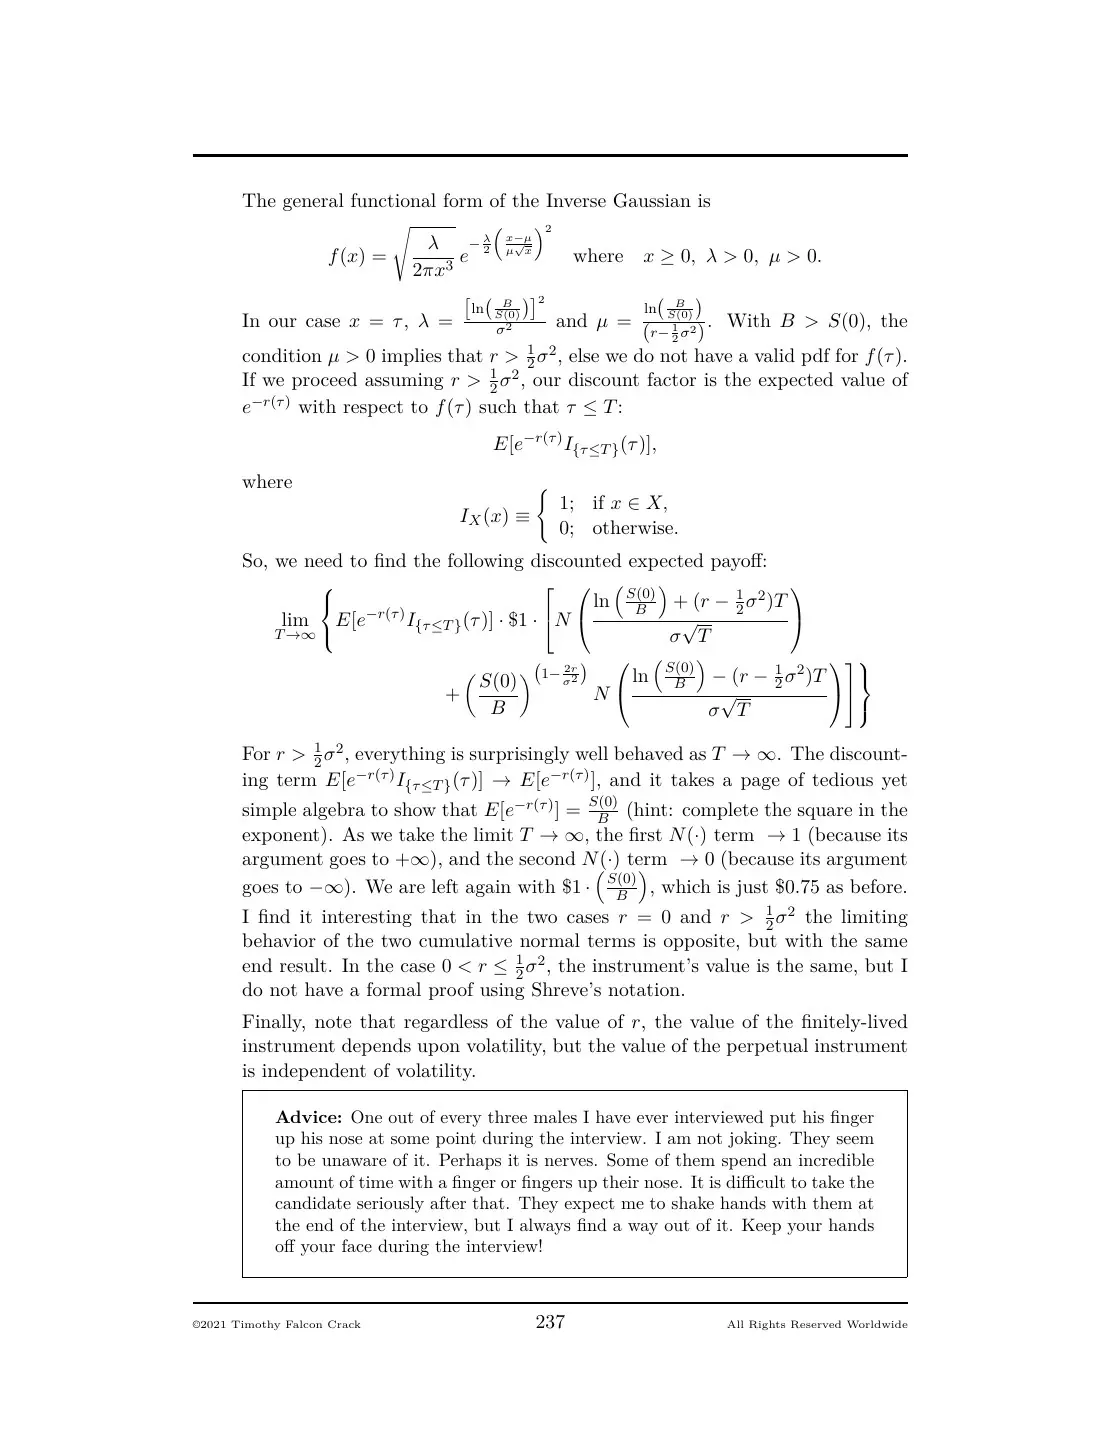 The general functional form of the Inverse Gaussian is
f(x) = √(λ/(2πx³)) e^{−(λ/2)((x−μ)/(μ√x))²} where x ≥ 0, λ > 0, μ > 0.
In our case x = τ, λ = [ln(B/S(0))]²/σ² and μ = ln(B/S(0))/(r−½σ²). With B > S(0), the
condition μ > 0 implies that r > ½σ², else we do not have a valid pdf for f(τ).
If we proceed assuming r > ½σ², our discount factor is the expected value of
e^{−r(τ)} with respect to f(τ) such that τ ≤ T:
E[e^{−r(τ)} I_{{τ≤T}}(τ)],
where
I_X(x) ≡ { 1; if x ∈ X,
0; otherwise.
So, we need to find the following discounted expected payoff:
lim_{T→∞} { E[e^{−r(τ)} I_{{τ≤T}}(τ)] · $1 · [ N( (ln(S(0)/B) + (r − ½σ²)T) / (σ√T) )
+ (S(0)/B)^{(1−2r/σ²)} N( (ln(S(0)/B) − (r − ½σ²)T) / (σ√T) ) ] }
For r > ½σ², everything is surprisingly well behaved as T → ∞. The discount-
ing term E[e^{−r(τ)} I_{{τ≤T}}(τ)] → E[e^{−r(τ)}], and it takes a page of tedious yet
simple algebra to show that E[e^{−r(τ)}] = S(0)/B (hint: complete the square in the
exponent). As we take the limit T → ∞, the first N(·) term → 1 (because its
argument goes to +∞), and the second N(·) term → 0 (because its argument
goes to −∞). We are left again with $1 · (S(0)/B), which is just $0.75 as before.
I find it interesting that in the two cases r = 0 and r > ½σ² the limiting
behavior of the two cumulative normal terms is opposite, but with the same
end result. In the case 0 < r ≤ ½σ², the instrument's value is the same, but I
do not have a formal proof using Shreve's notation.
Finally, note that regardless of the value of r, the value of the finitely-lived
instrument depends upon volatility, but the value of the perpetual instrument
is independent of volatility.
Advice: One out of every three males I have ever interviewed put his finger
up his nose at some point during the interview. I am not joking. They seem
to be unaware of it. Perhaps it is nerves. Some of them spend an incredible
amount of time with a finger or fingers up their nose. It is difficult to take the
candidate seriously after that. They expect me to shake hands with them at
the end of the interview, but I always find a way out of it. Keep your hands
off your face during the interview!
©2021 Timothy Falcon Crack 237 All Rights Reserved Worldwide